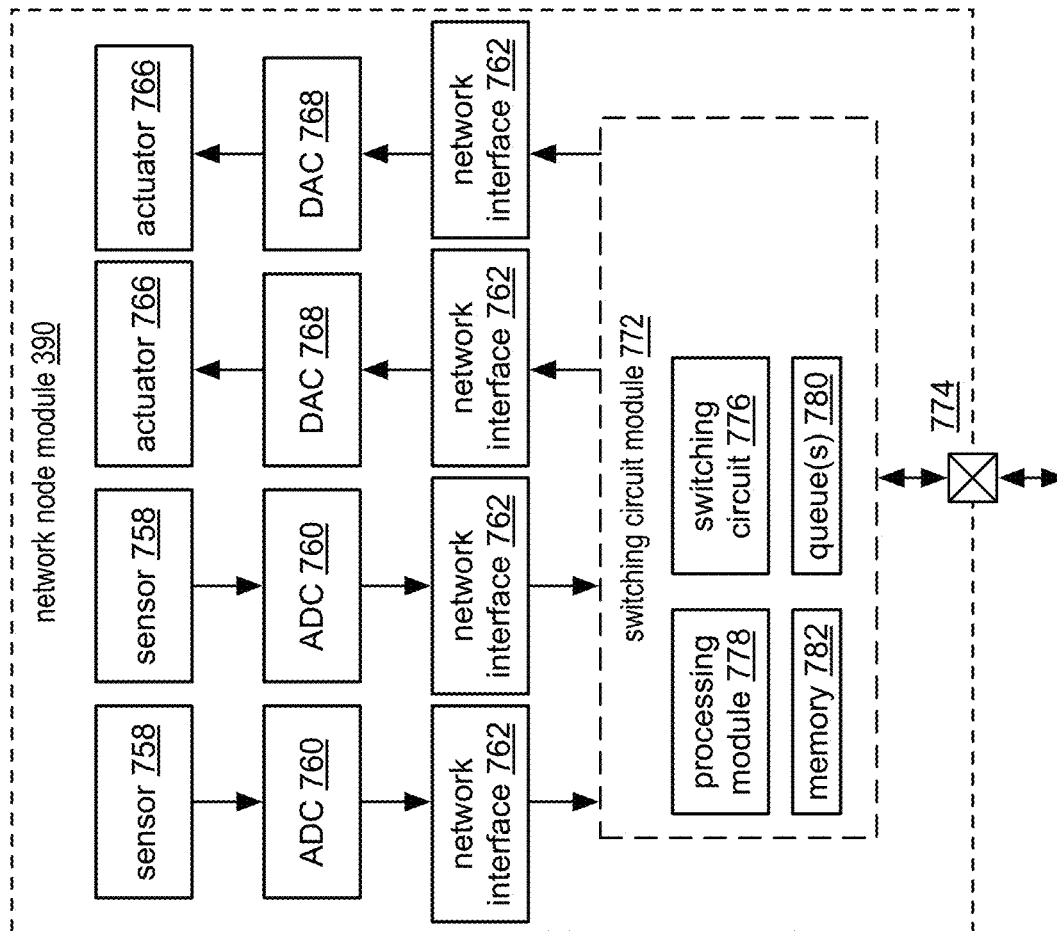 network node module 390
sensor 758
sensor 758
actuator 766
actuator 766
ADC 760
ADC 760
DAC 768
DAC 768
network
interface 762
network
interface 762
network
interface 762
network
interface 762
switching circuit module 772
processing
module 778
switching
circuit 776
memory 782
queue(s) 780
774